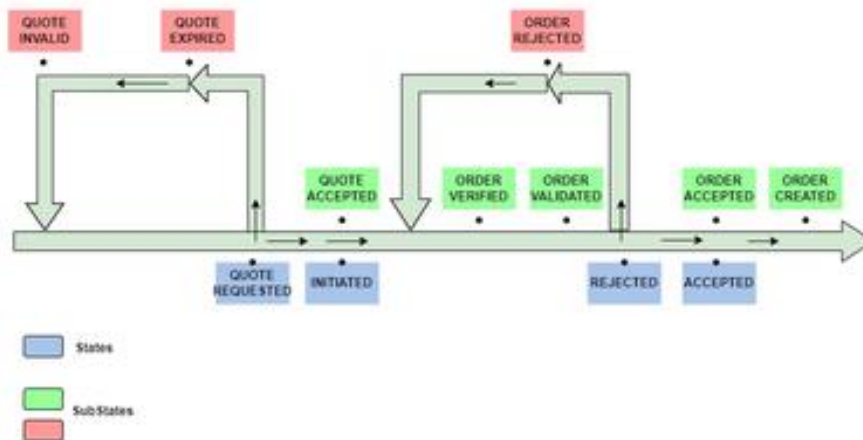 QUOTE
INVALID
QUOTE
EXPIRED
ORDER
REJECTED
QUOTE
ACCEPTED
ORDER
VERIFIED
ORDER
VALIDATED
ORDER
ACCEPTED
ORDER
CREATED
QUOTE
REQUESTED
INITIATED
REJECTED
ACCEPTED
States
SubStates